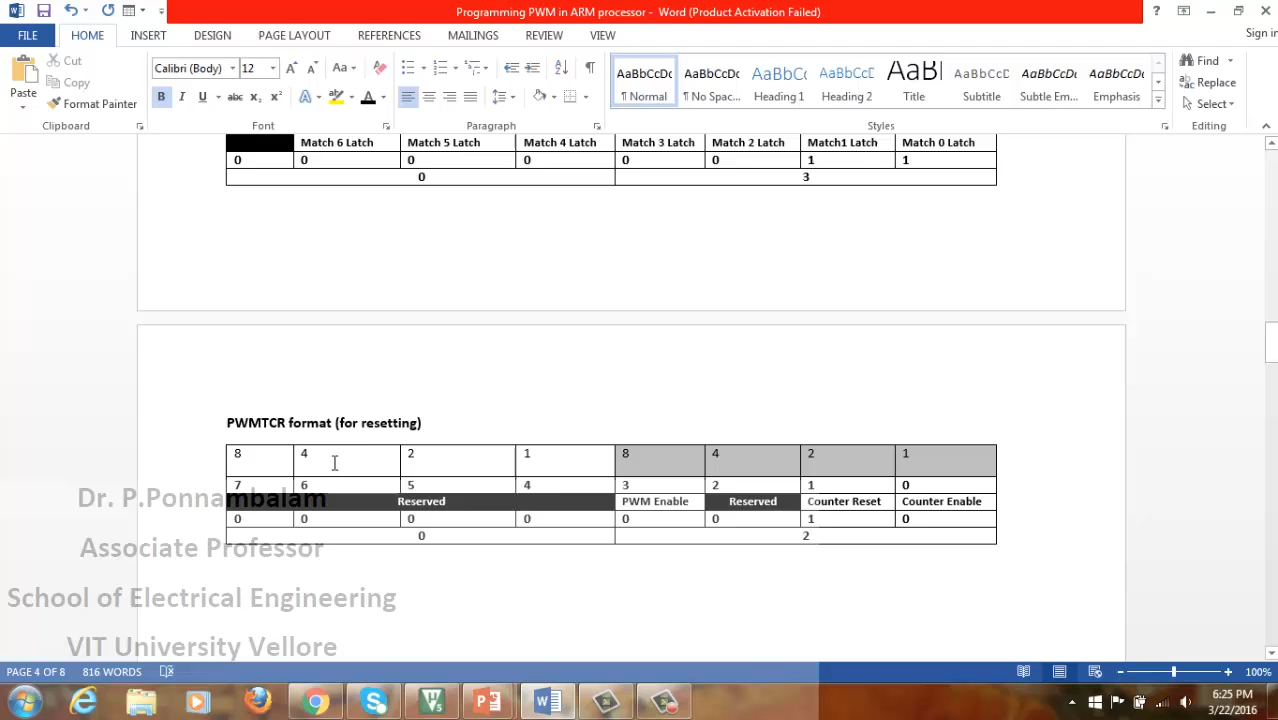 Programming PWM in ARM processor - Word (Product Activation Failed)
FILE HOME INSERT DESIGN PAGE LAYOUT REFERENCES MAILINGS REVIEW VIEW Sign in
Paste Cut Copy Format Painter
Calibri (Body) 12
AaBbCcDc AaBbCcDc AaBbCc AaBbCcD AaBl AaBbCcD AaBbCcDc AaBbCcDc
¶ Normal ¶ No Spac... Heading 1 Heading 2 Title Subtitle Subtle Em... Emphasis
Find Replace Select
Clipboard Font Paragraph Styles Editing
Match 6 Latch Match 5 Latch Match 4 Latch Match 3 Latch Match 2 Latch Match1 Latch Match 0 Latch
0 0 0 0 0 0 1 1
0 3
PWMTCR format (for resetting)
8 4 2 1 8 4 2 1
7 6 5 4 3 2 1 0
Reserved PWM Enable Reserved Counter Reset Counter Enable
0 0 0 0 0 0 1 0
0 2
Dr. P.Ponnambalam
Associate Professor
School of Electrical Engineering
VIT University Vellore
PAGE 4 OF 8 816 WORDS 100%
6:25 PM
3/22/2016